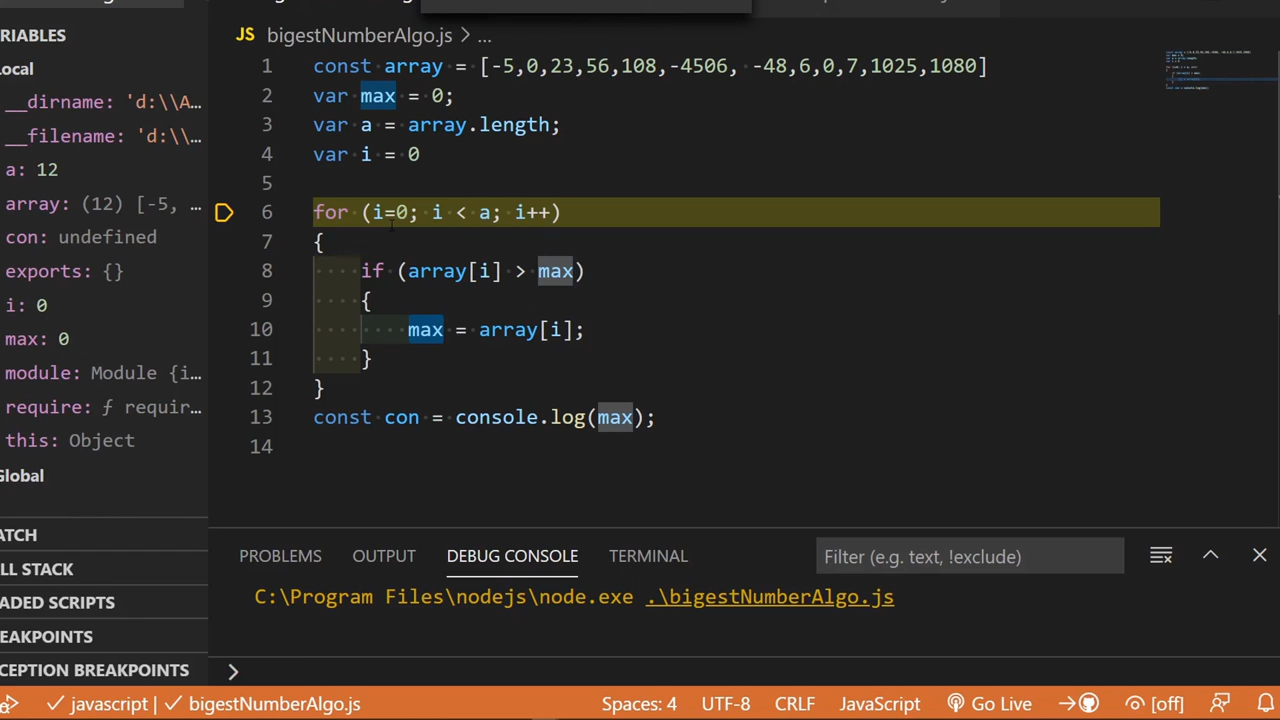 ARIABLES
ocal
__dirname: 'd:\\A…
__filename: 'd:\\…
a: 12
array: (12) [-5, …
con: undefined
exports: {}
i: 0
max: 0
module: Module {i…
require: ƒ requir…
this: Object
lobal
ATCH
LL STACK
ADED SCRIPTS
EAKPOINTS
CEPTION BREAKPOINTS
JS bigestNumberAlgo.js > ...
1 const array = [-5,0,23,56,108,-4506, -48,6,0,7,1025,1080]
2 var max = 0;
3 var a = array.length;
4 var i = 0
5
6 for (i=0; i < a; i++)
7 {
8 if (array[i] > max)
9 {
10 max = array[i];
11 }
12 }
13 const con = console.log(max);
14
PROBLEMS OUTPUT DEBUG CONSOLE TERMINAL Filter (e.g. text, !exclude)
C:\Program Files\nodejs\node.exe .\bigestNumberAlgo.js
>
javascript | ✓ bigestNumberAlgo.js Spaces: 4 UTF-8 CRLF JavaScript Go Live [off]